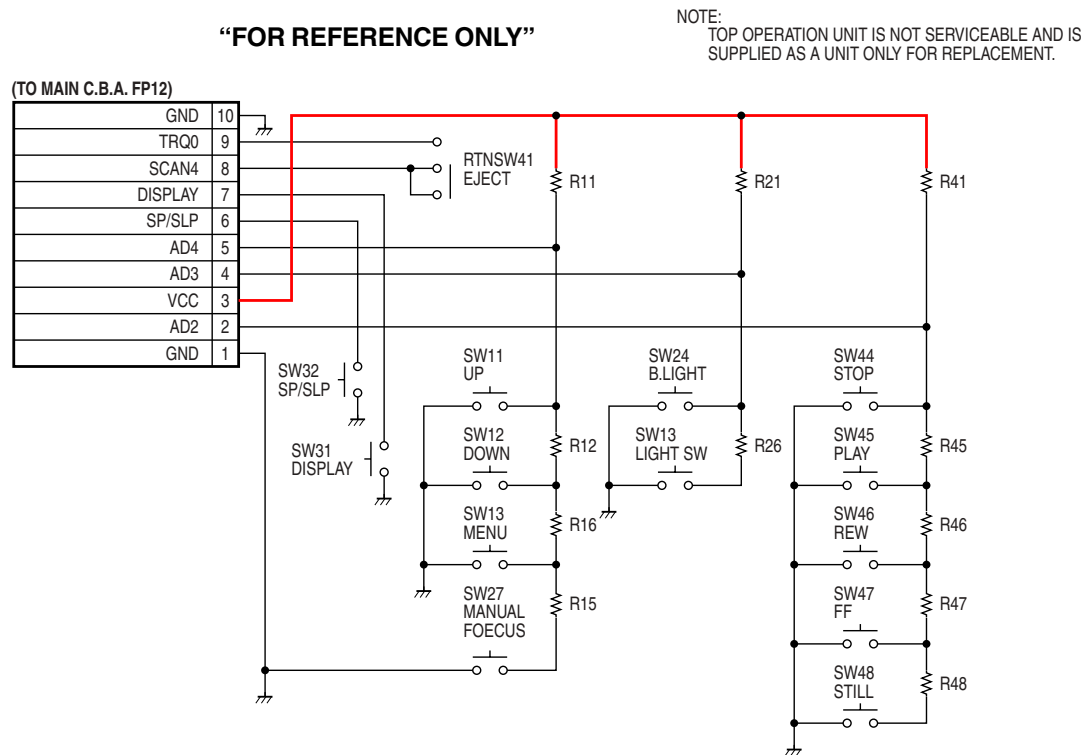 “FOR REFERENCE ONLY”
NOTE:
TOP OPERATION UNIT IS NOT SERVICEABLE AND IS
SUPPLIED AS A UNIT ONLY FOR REPLACEMENT.
(TO MAIN C.B.A. FP12)
GND 10
TRQ0 9
SCAN4 8
DISPLAY 7
SP/SLP 6
AD4 5
AD3 4
VCC 3
AD2 2
GND 1
RTNSW41
EJECT
R11
R21
R41
SW32
SP/SLP
SW31
DISPLAY
SW11
UP
SW12
DOWN
R12
SW13
MENU
R16
SW27
MANUAL
FOECUS
R15
SW24
B.LIGHT
SW13
LIGHT SW
R26
SW44
STOP
SW45
PLAY
R45
SW46
REW
R46
SW47
FF
R47
SW48
STILL
R48